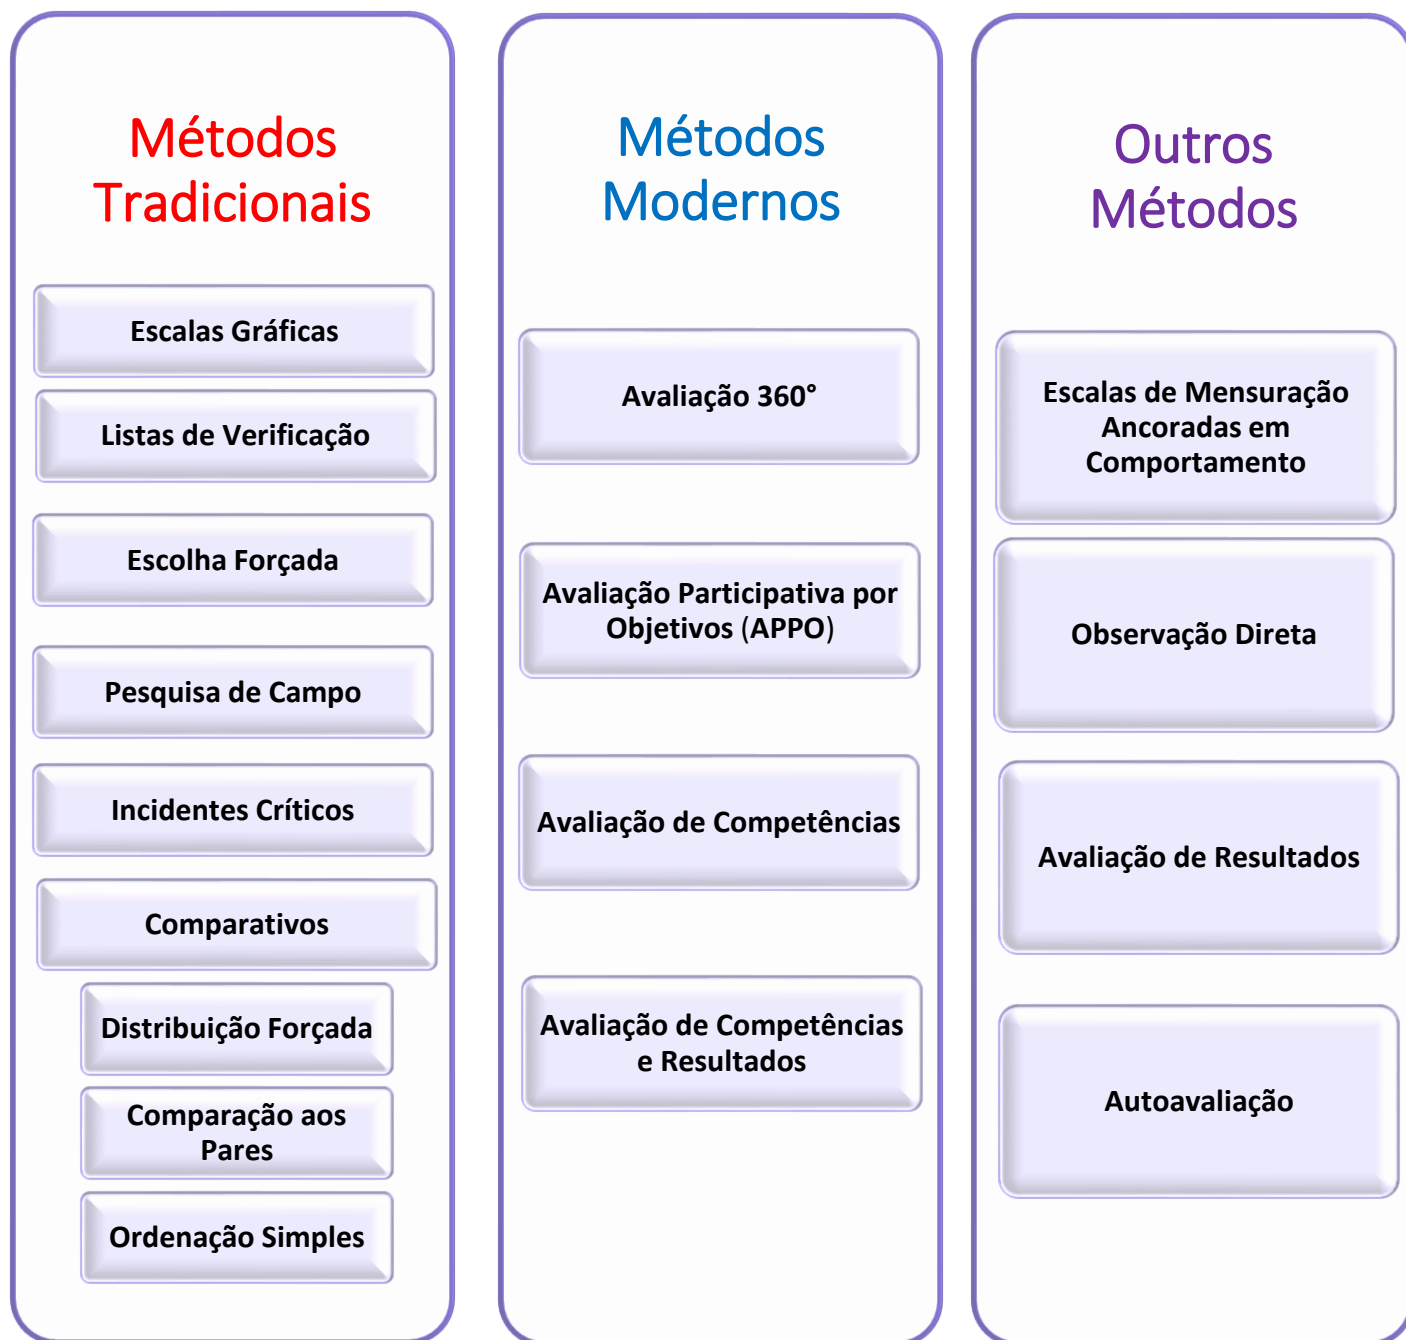 Métodos
Tradicionais
Escalas Gráficas
Listas de Verificação
Escolha Forçada
Pesquisa de Campo
Incidentes Críticos
Comparativos
Distribuição Forçada
Comparação aos
Pares
Ordenação Simples
Métodos
Modernos
Avaliação 360°
Avaliação Participativa por
Objetivos (APPO)
Avaliação de Competências
Avaliação de Competências
e Resultados
Outros
Métodos
Escalas de Mensuração
Ancoradas em
Comportamento
Observação Direta
Avaliação de Resultados
Autoavaliação